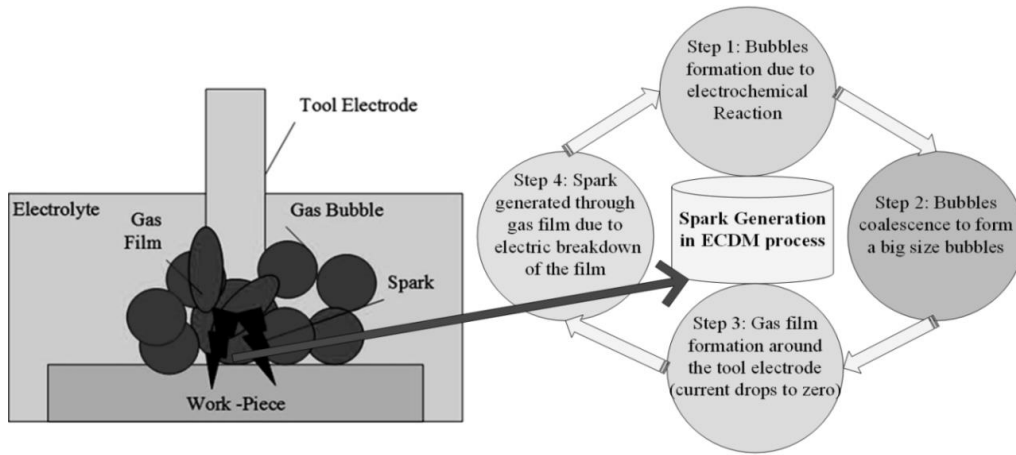 Tool Electrode
Electrolyte
Gas
Film
Gas Bubble
Spark
Work -Piece
Step 1: Bubbles
formation due to
electrochemical
Reaction
Step 2: Bubbles
coalescence to form
a big size bubbles
Step 3: Gas film
formation around
the tool electrode
(current drops to zero)
Step 4: Spark
generated through
gas film due to
electric breakdown
of the film
Spark Generation
in ECDM process